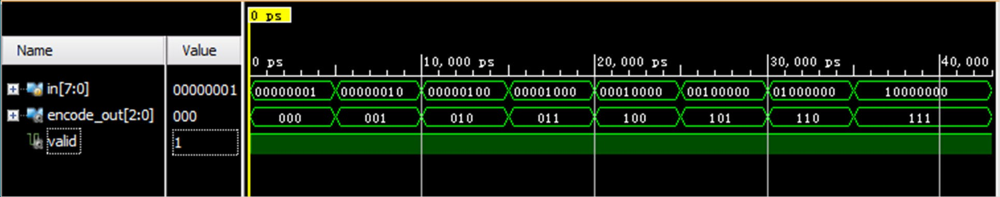 0 ps
Name Value
0 ps 10,000 ps 20,000 ps 30,000 ps 40,000
in[7:0] 00000001 00000001 00000010 00000100 00001000 00010000 00100000 01000000 10000000
encode_out[2:0] 000 000 001 010 011 100 101 110 111
valid 1